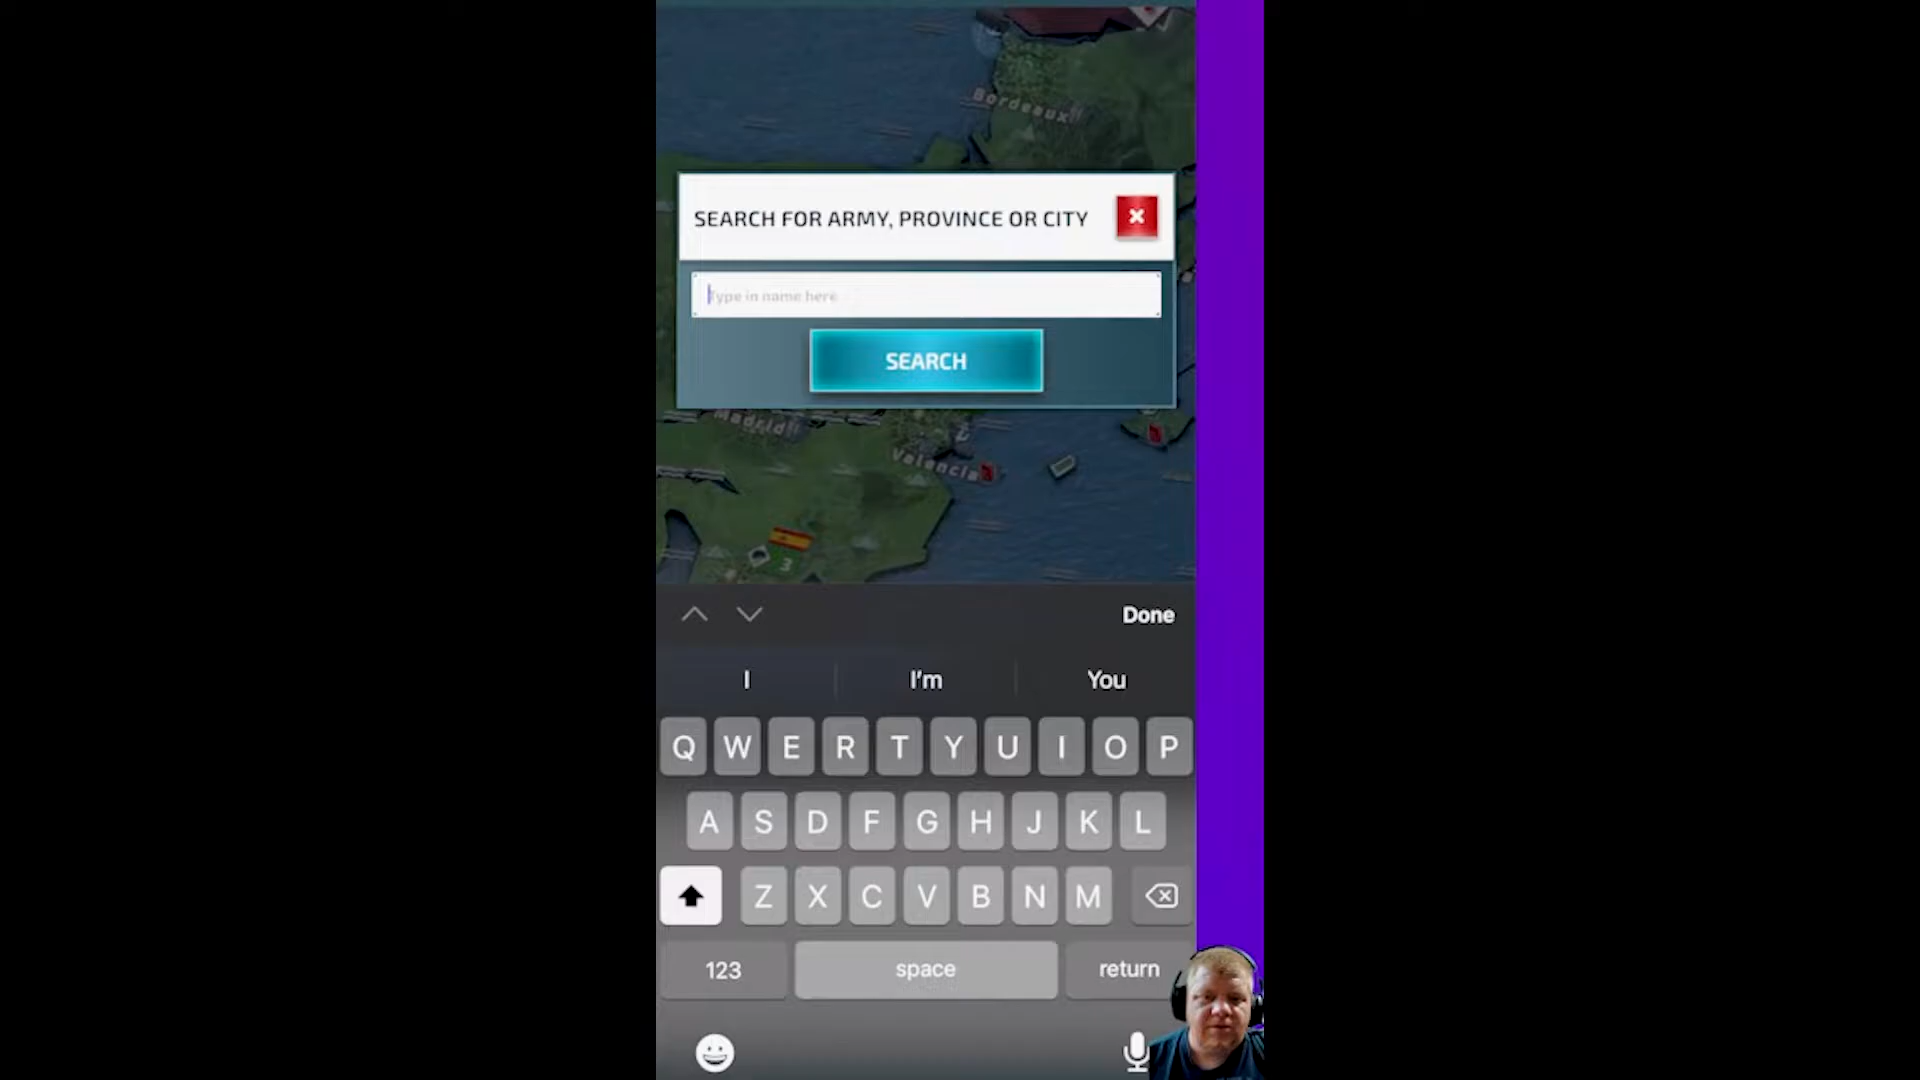 Bordeaux
SEARCH FOR ARMY, PROVINCE OR CITY
Type in name here
SEARCH
Madrid
Valencia
3
Done
I I'm You
Q W E R T Y U I O P
A S D F G H J K L
Z X C V B N M
123 space return